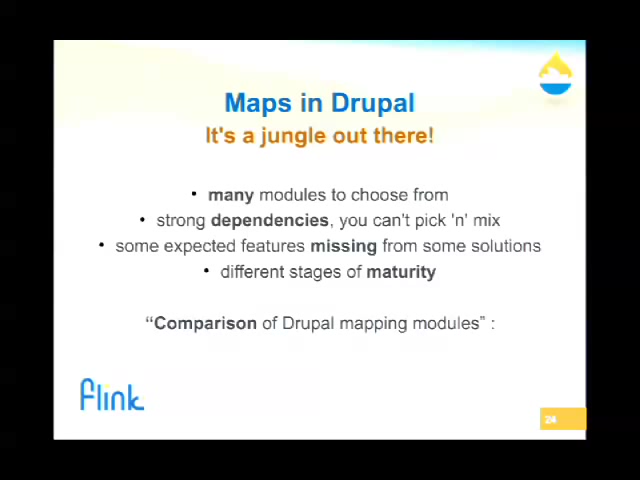 Maps in Drupal
It's a jungle out there!
• many modules to choose from
• strong dependencies, you can't pick 'n' mix
• some expected features missing from some solutions
• different stages of maturity
“Comparison of Drupal mapping modules” :
flink
24